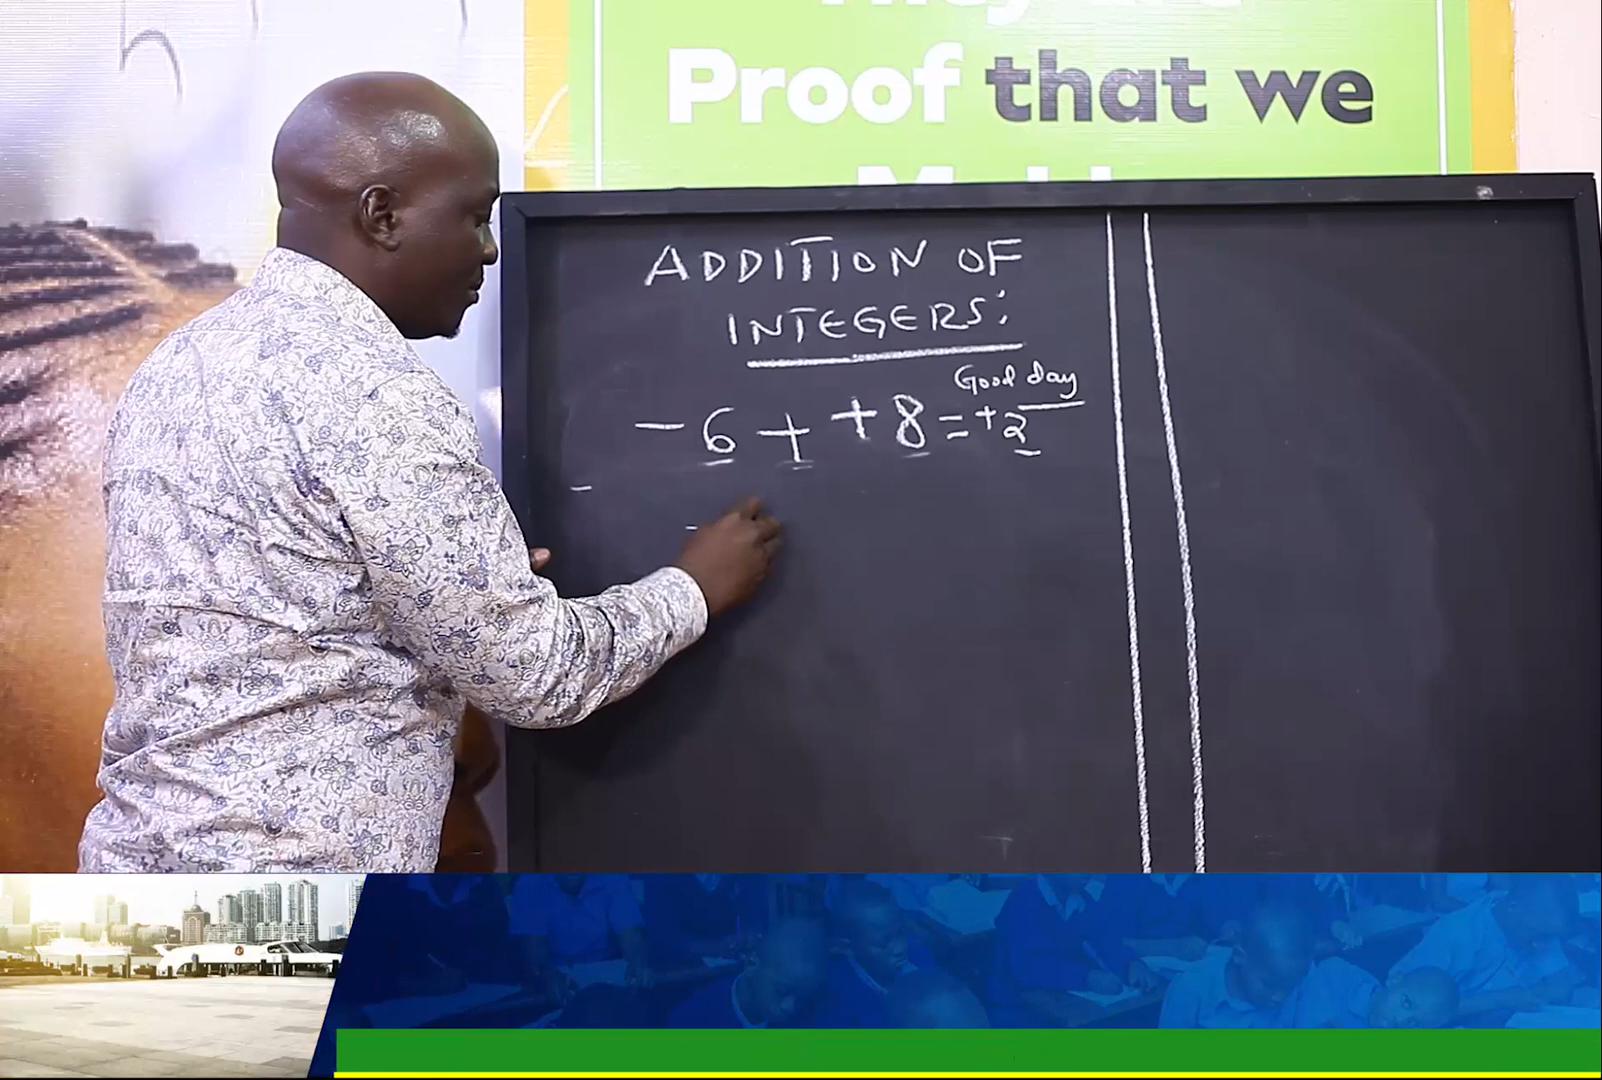 Proof that we
ADDITION OF
INTEGERS:
Good day
-6 + +8 = +2
-
-